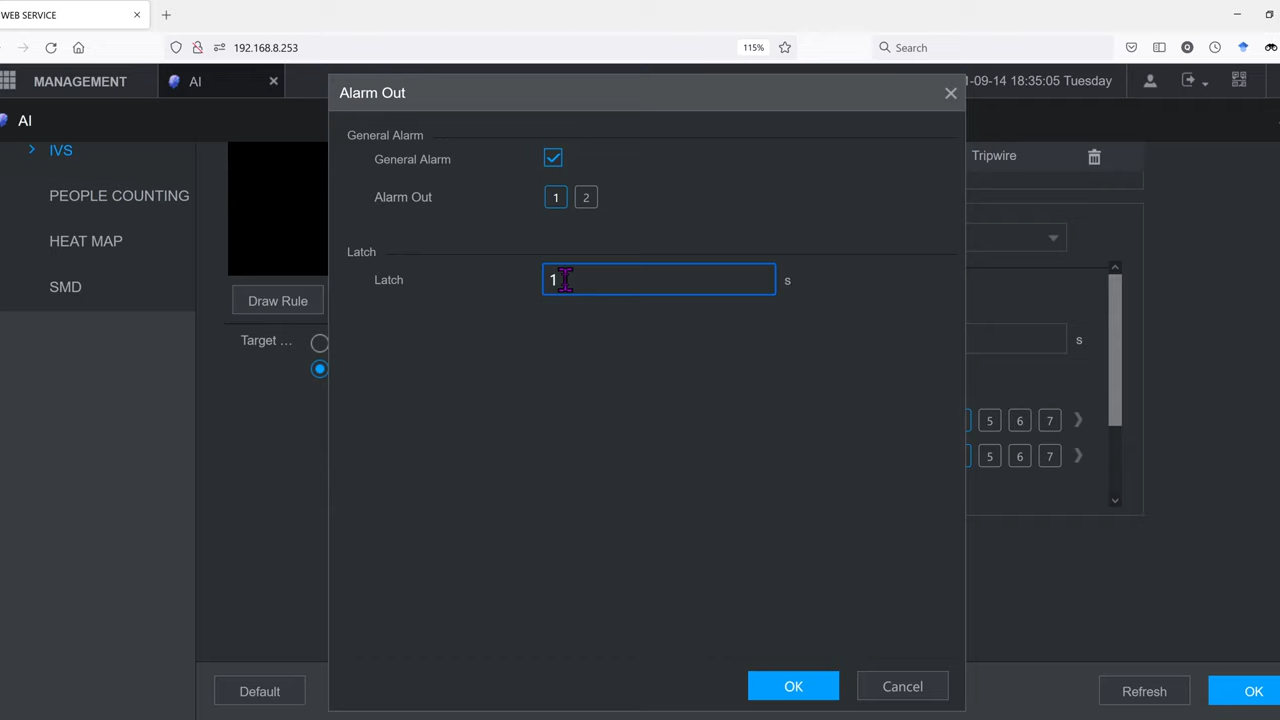 WEB SERVICE
192.168.8.253
115%
Search
MANAGEMENT
AI
1-09-14 18:35:05 Tuesday
AI
IVS
PEOPLE COUNTING
HEAT MAP
SMD
Draw Rule
Target ...
Alarm Out
General Alarm
General Alarm
Alarm Out
1 2
Latch
Latch
1 s
Tripwire
s
5 6 7
5 6 7
Default
OK
Cancel
Refresh
OK